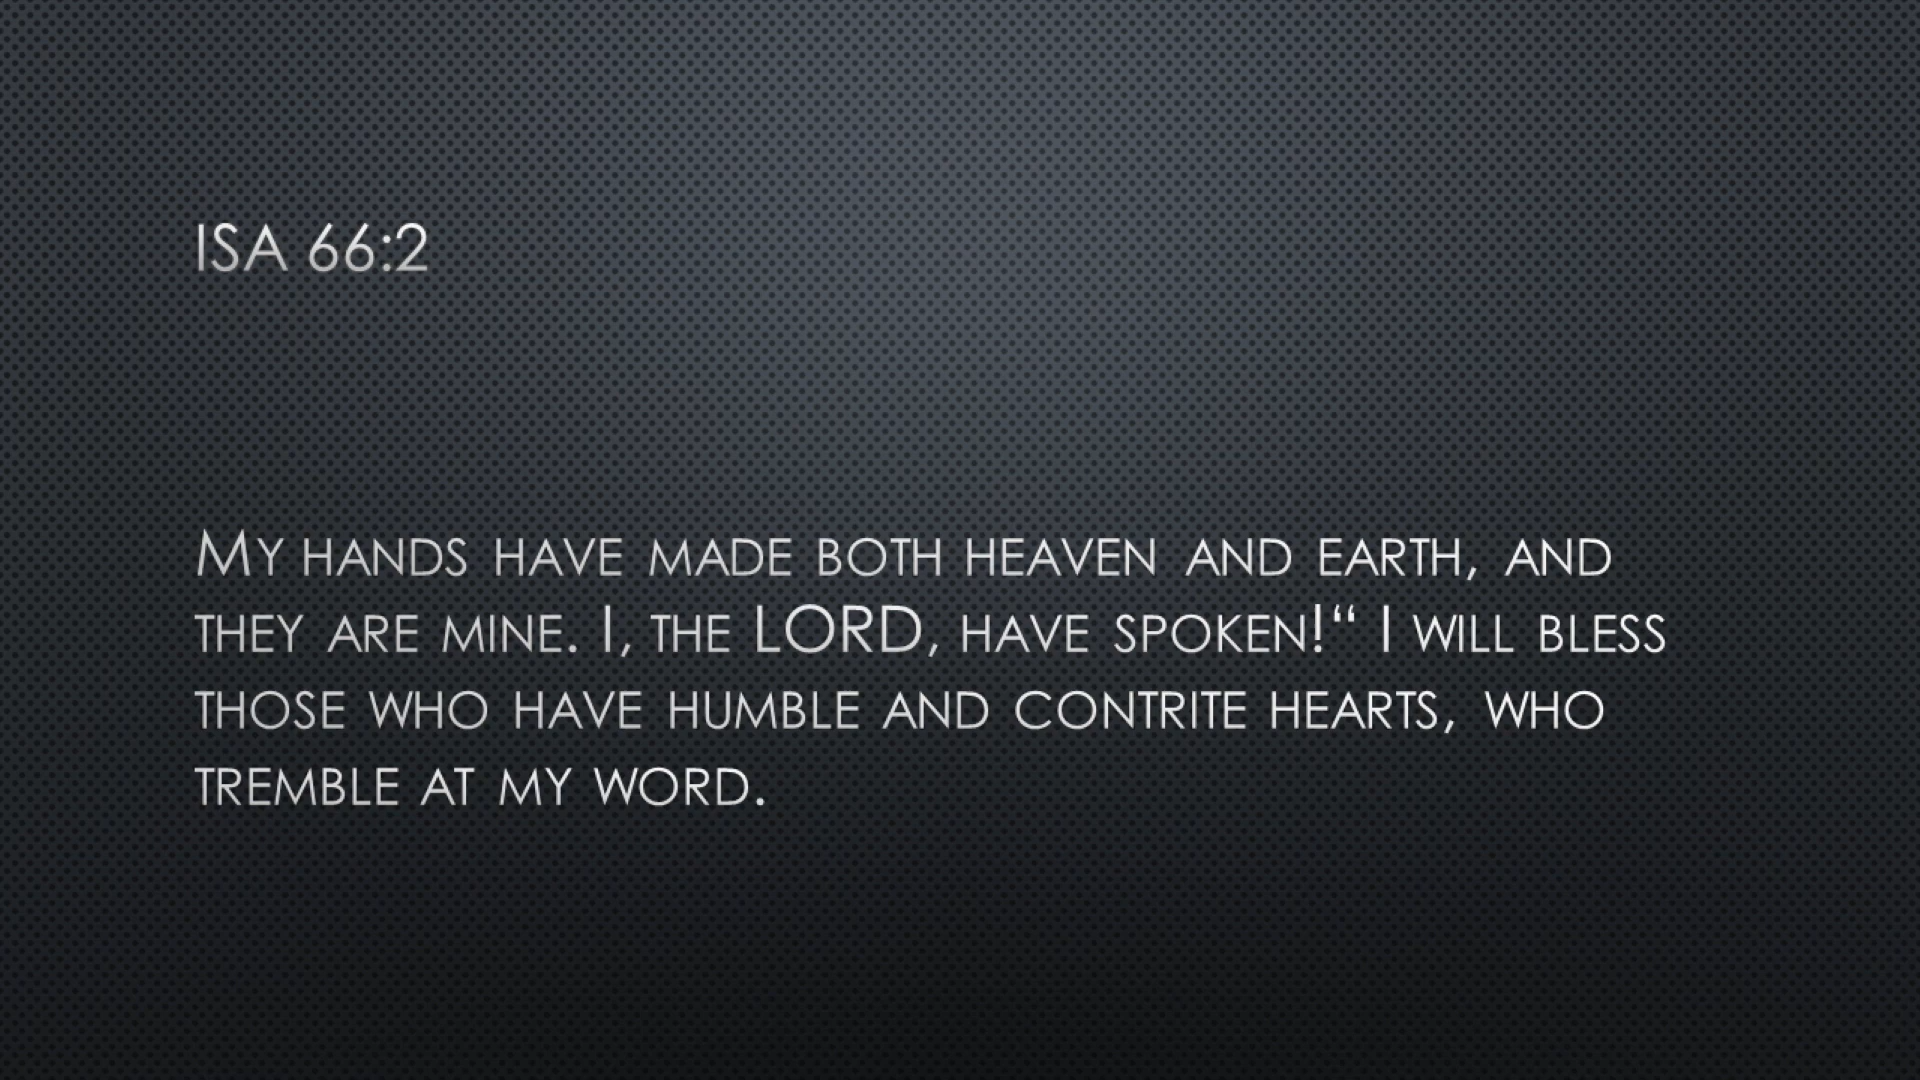 ISA 66:2
My hands have made both heaven and earth, and
they are mine. I, the LORD, have spoken!“ I will bless
those who have humble and contrite hearts, who
tremble at my word.